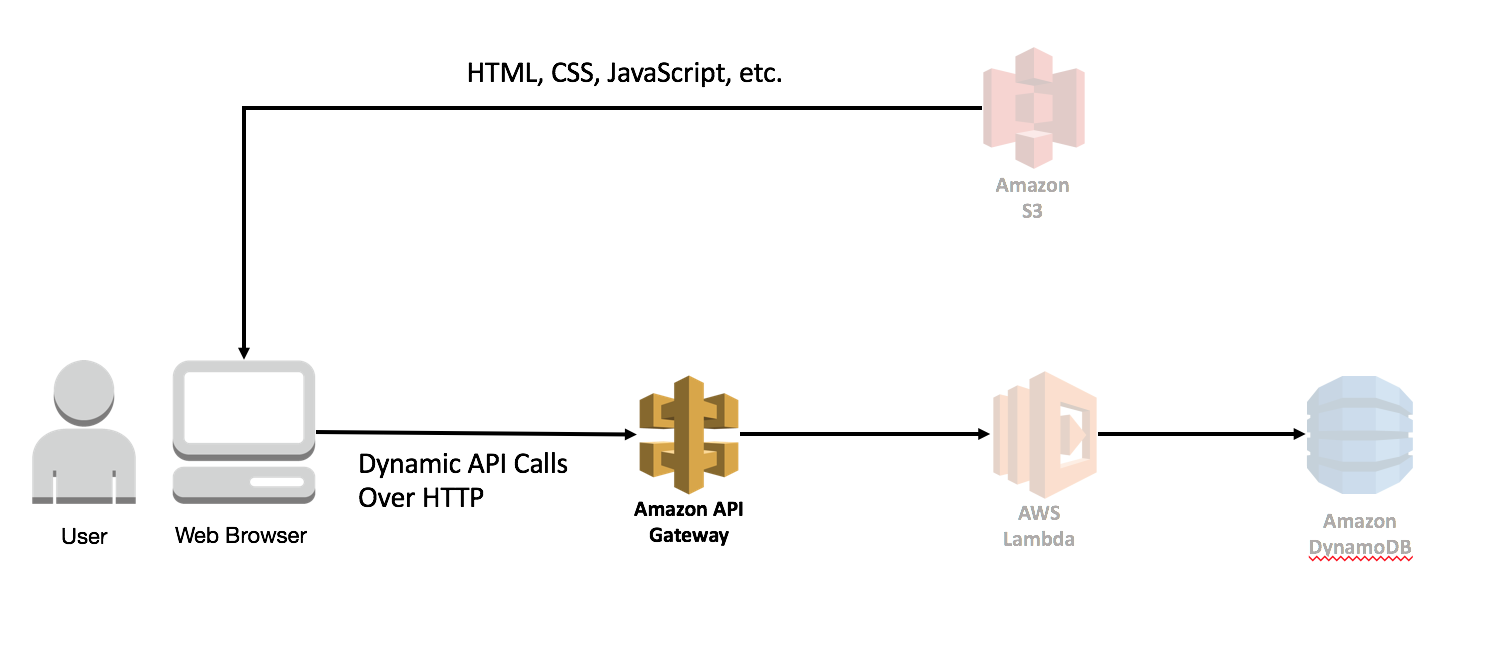 HTML, CSS, JavaScript, etc.
Amazon
S3
Dynamic API Calls
Over HTTP
User
Web Browser
Amazon API
Gateway
AWS
Lambda
Amazon
DynamoDB